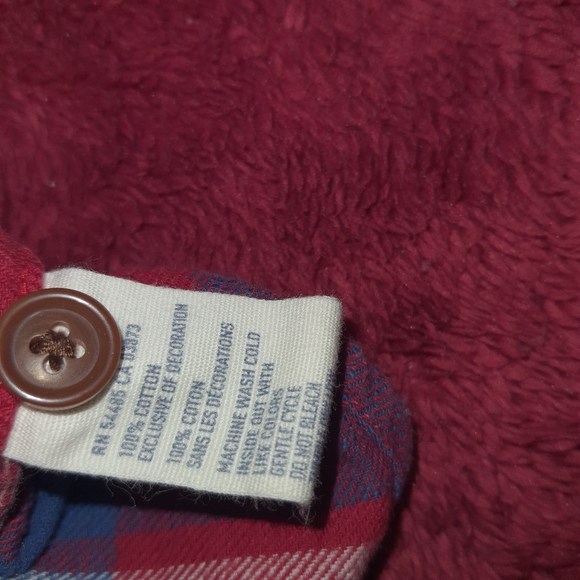 RN 54485 CA 03873
100% COTTON
EXCLUSIVE OF DECORATION
100% COTON
SANS LES DECORATIONS
MACHINE WASH COLD
INSIDE OUT WITH
LIKE COLORS
GENTLE CYCLE
DO NOT BLEACH